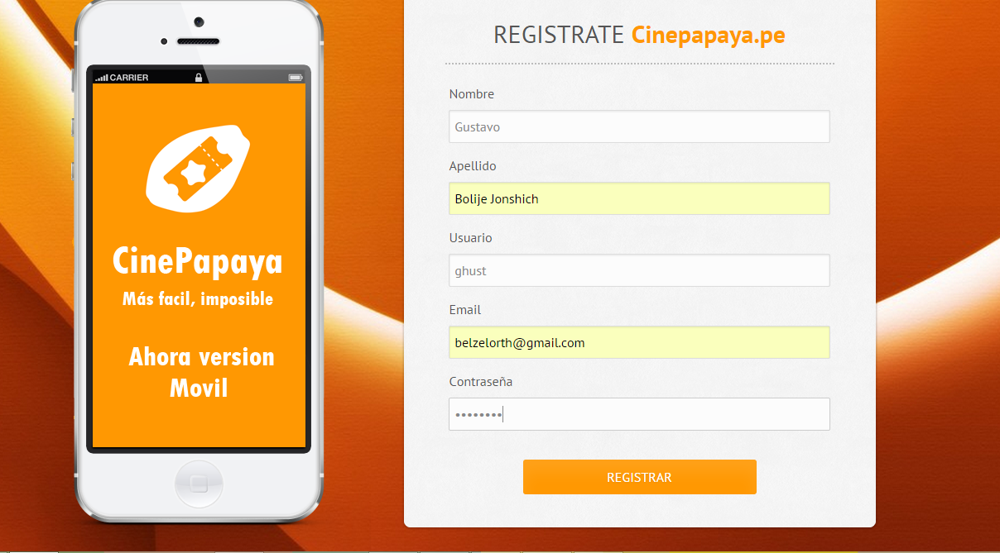 CARRIER
CinePapaya
Más facil, imposible
Ahora version
Movil
REGISTRATE Cinepapaya.pe
Nombre
Gustavo
Apellido
Bolije Jonshich
Usuario
ghust
Email
belzelorth@gmail.com
Contraseña
••••••••
REGISTRAR